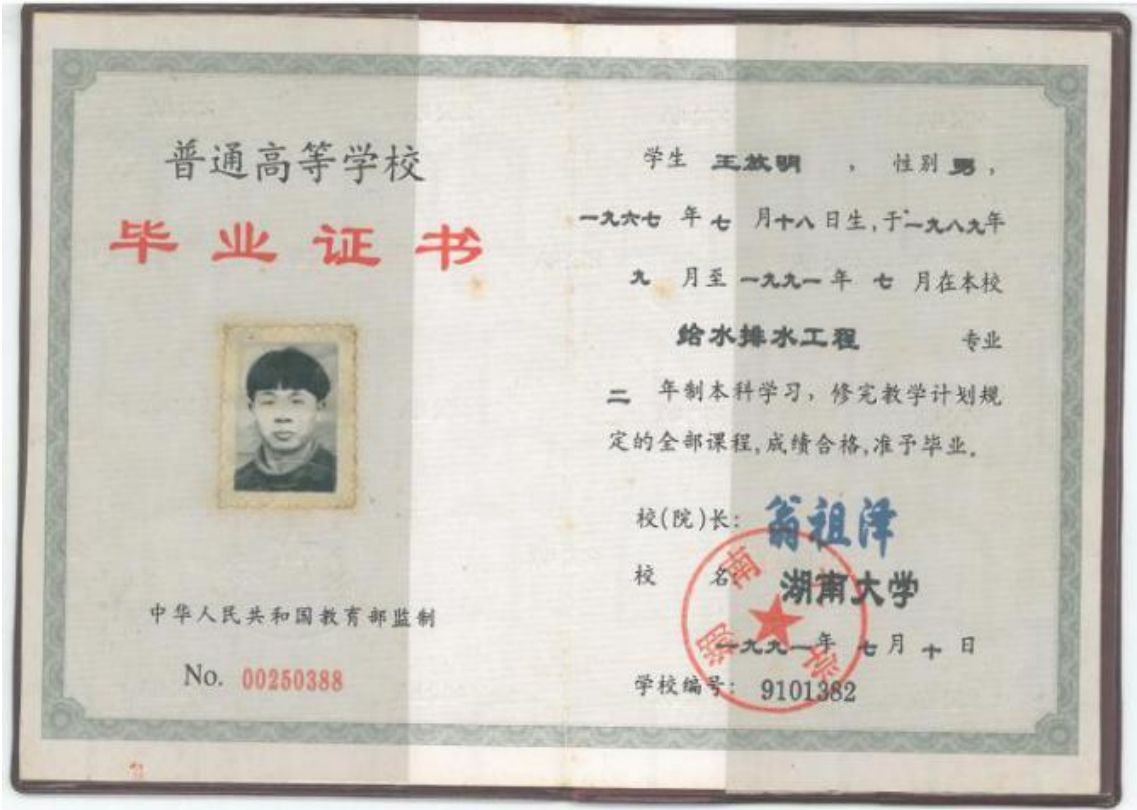 普通高等学校
毕业证书
中华人民共和国教育部监制
No. 00250388
学生 王放明 , 性别 男,
一九六七 年 七 月十八日生,于一九八九年
九 月至 一九九一 年 七 月在本校
给水排水工程 专业
二 年制本科学习, 修完教学计划规
定的全部课程,成绩合格,准予毕业。
校(院)长: 翁祖泽
校 名 湖南大学
一九九一年 七月 十 日
学校编号: 9101382
湖南大学